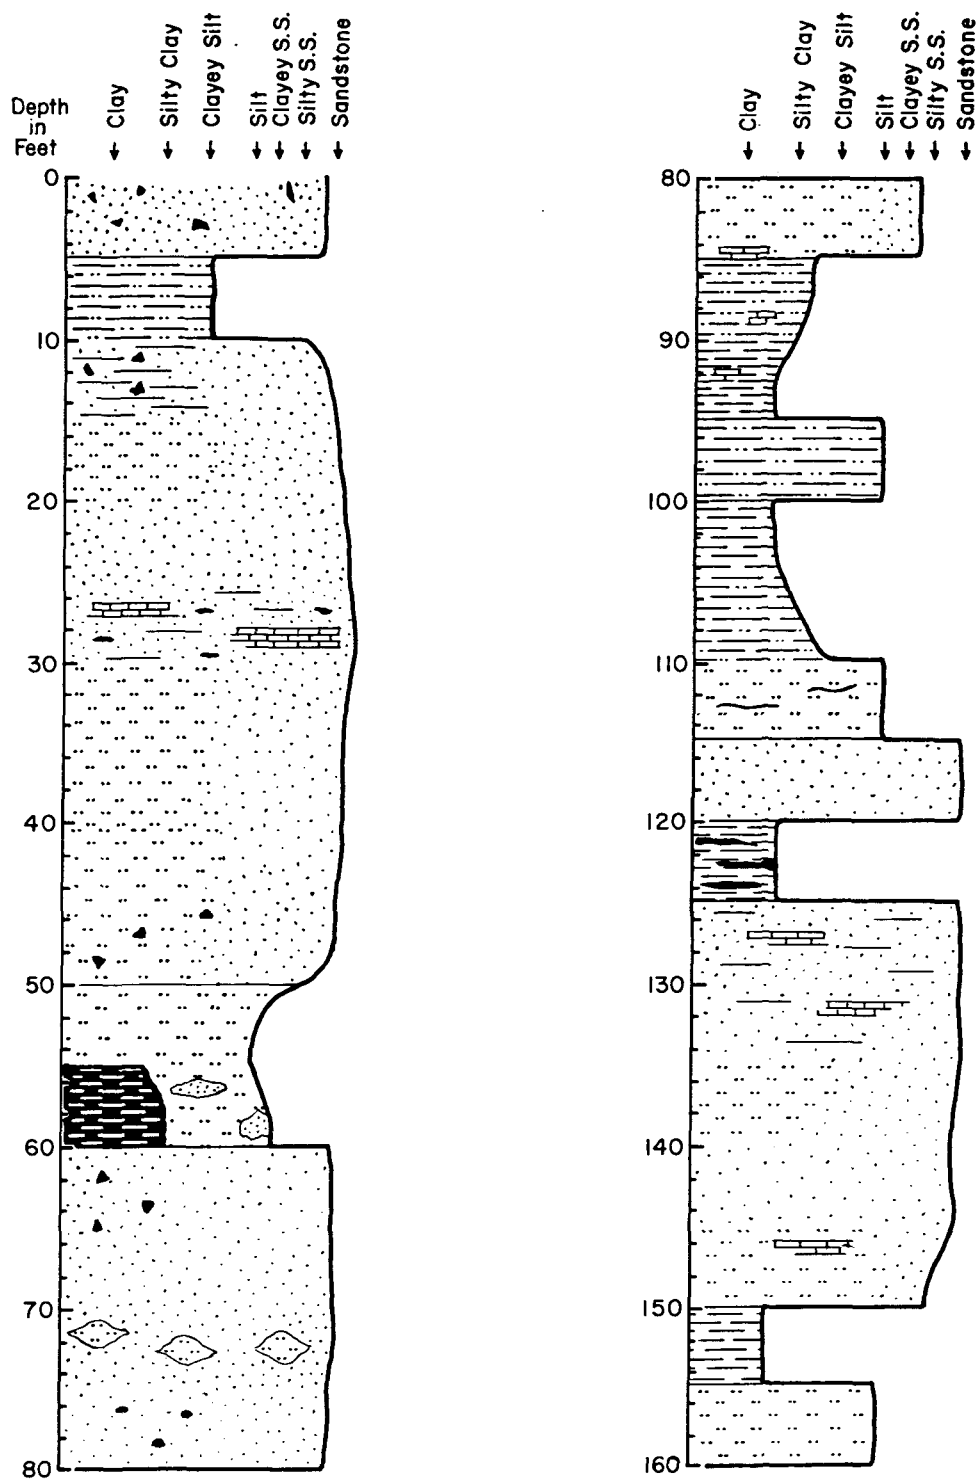 Depth
in
Feet
Clay
Silty Clay
Clayey Silt
Silt
Clayey S.S.
Silty S.S.
Sandstone
0
10
20
30
40
50
60
70
80
Clay
Silty Clay
Clayey Silt
Silt
Clayey S.S.
Silty S.S.
Sandstone
80
90
100
110
120
130
140
150
160